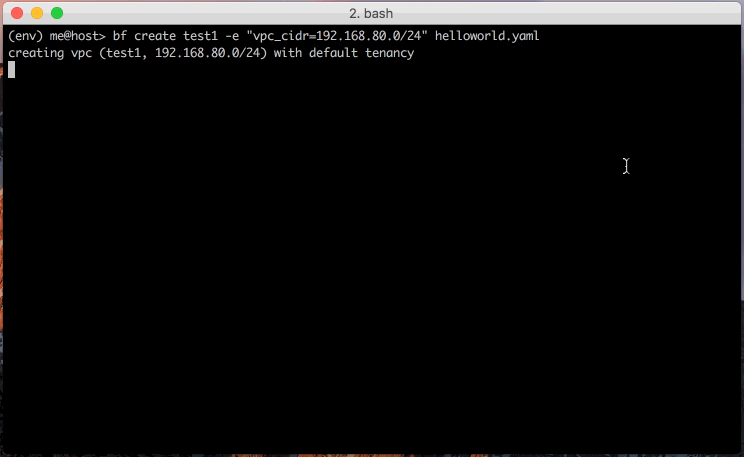 2. bash
(env) me@host> bf create test1 -e "vpc_cidr=192.168.80.0/24" helloworld.yaml
creating vpc (test1, 192.168.80.0/24) with default tenancy